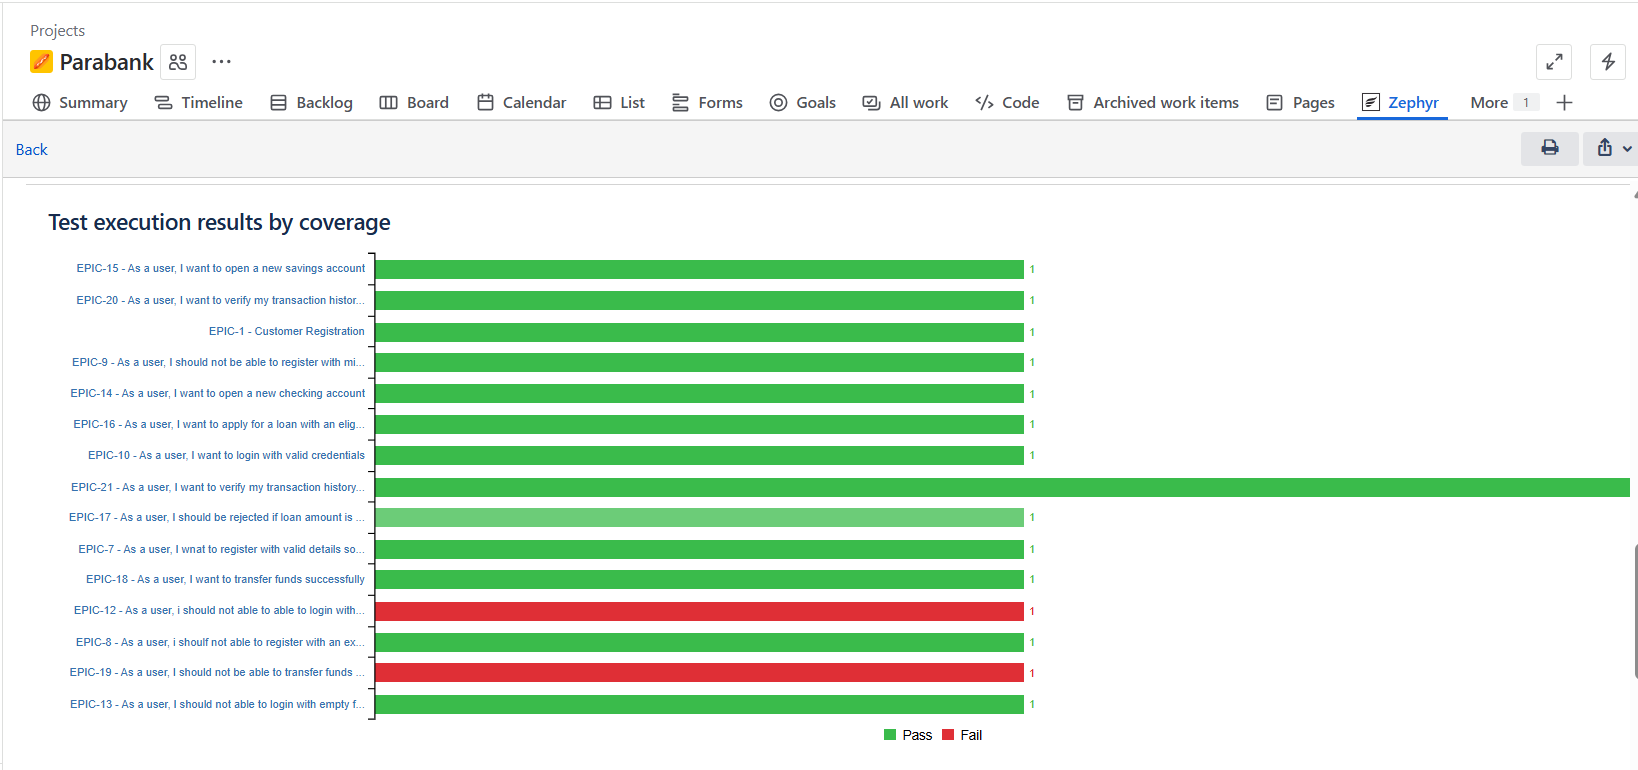 Projects
Parabank
Summary Timeline Backlog Board Calendar List Forms Goals All work Code Archived work items Pages Zephyr More 1
Back
Test execution results by coverage
EPIC-15 - As a user, I want to open a new savings account 1
EPIC-20 - As a user, I want to verify my transaction histor... 1
EPIC-1 - Customer Registration 1
EPIC-9 - As a user, I should not be able to register with mi... 1
EPIC-14 - As a user, I want to open a new checking account 1
EPIC-16 - As a user, I want to apply for a loan with an elig... 1
EPIC-10 - As a user, I want to login with valid credentials 1
EPIC-21 - As a user, I want to verify my transaction history...
EPIC-17 - As a user, I should be rejected if loan amount is ... 1
EPIC-7 - As a user, I wnat to register with valid details so... 1
EPIC-18 - As a user, I want to transfer funds successfully 1
EPIC-12 - As a user, i should not able to able to login with... 1
EPIC-8 - As a user, i shoulf not able to register with an ex... 1
EPIC-19 - As a user, I should not be able to transfer funds ... 1
EPIC-13 - As a user, I should not able to login with empty f... 1
Pass Fail